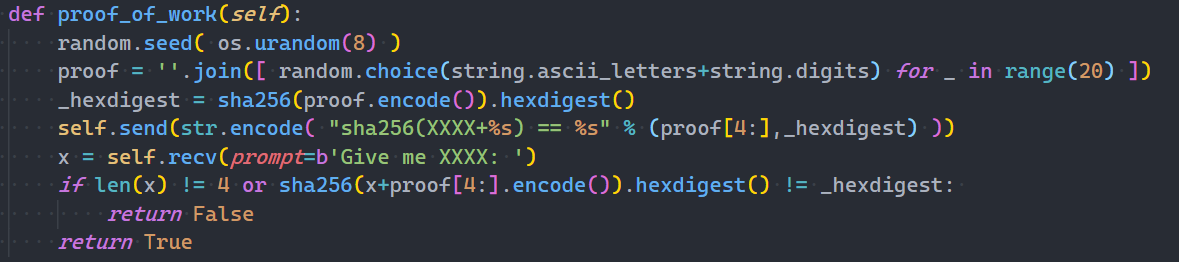 def proof_of_work(self):
    random.seed( os.urandom(8) )
    proof = ''.join([ random.choice(string.ascii_letters+string.digits) for _ in range(20) ])
    _hexdigest = sha256(proof.encode()).hexdigest()
    self.send(str.encode( "sha256(XXXX+%s) == %s" % (proof[4:],_hexdigest) ))
    x = self.recv(prompt=b'Give me XXXX: ')
    if len(x) != 4 or sha256(x+proof[4:].encode()).hexdigest() != _hexdigest:
        return False
    return True